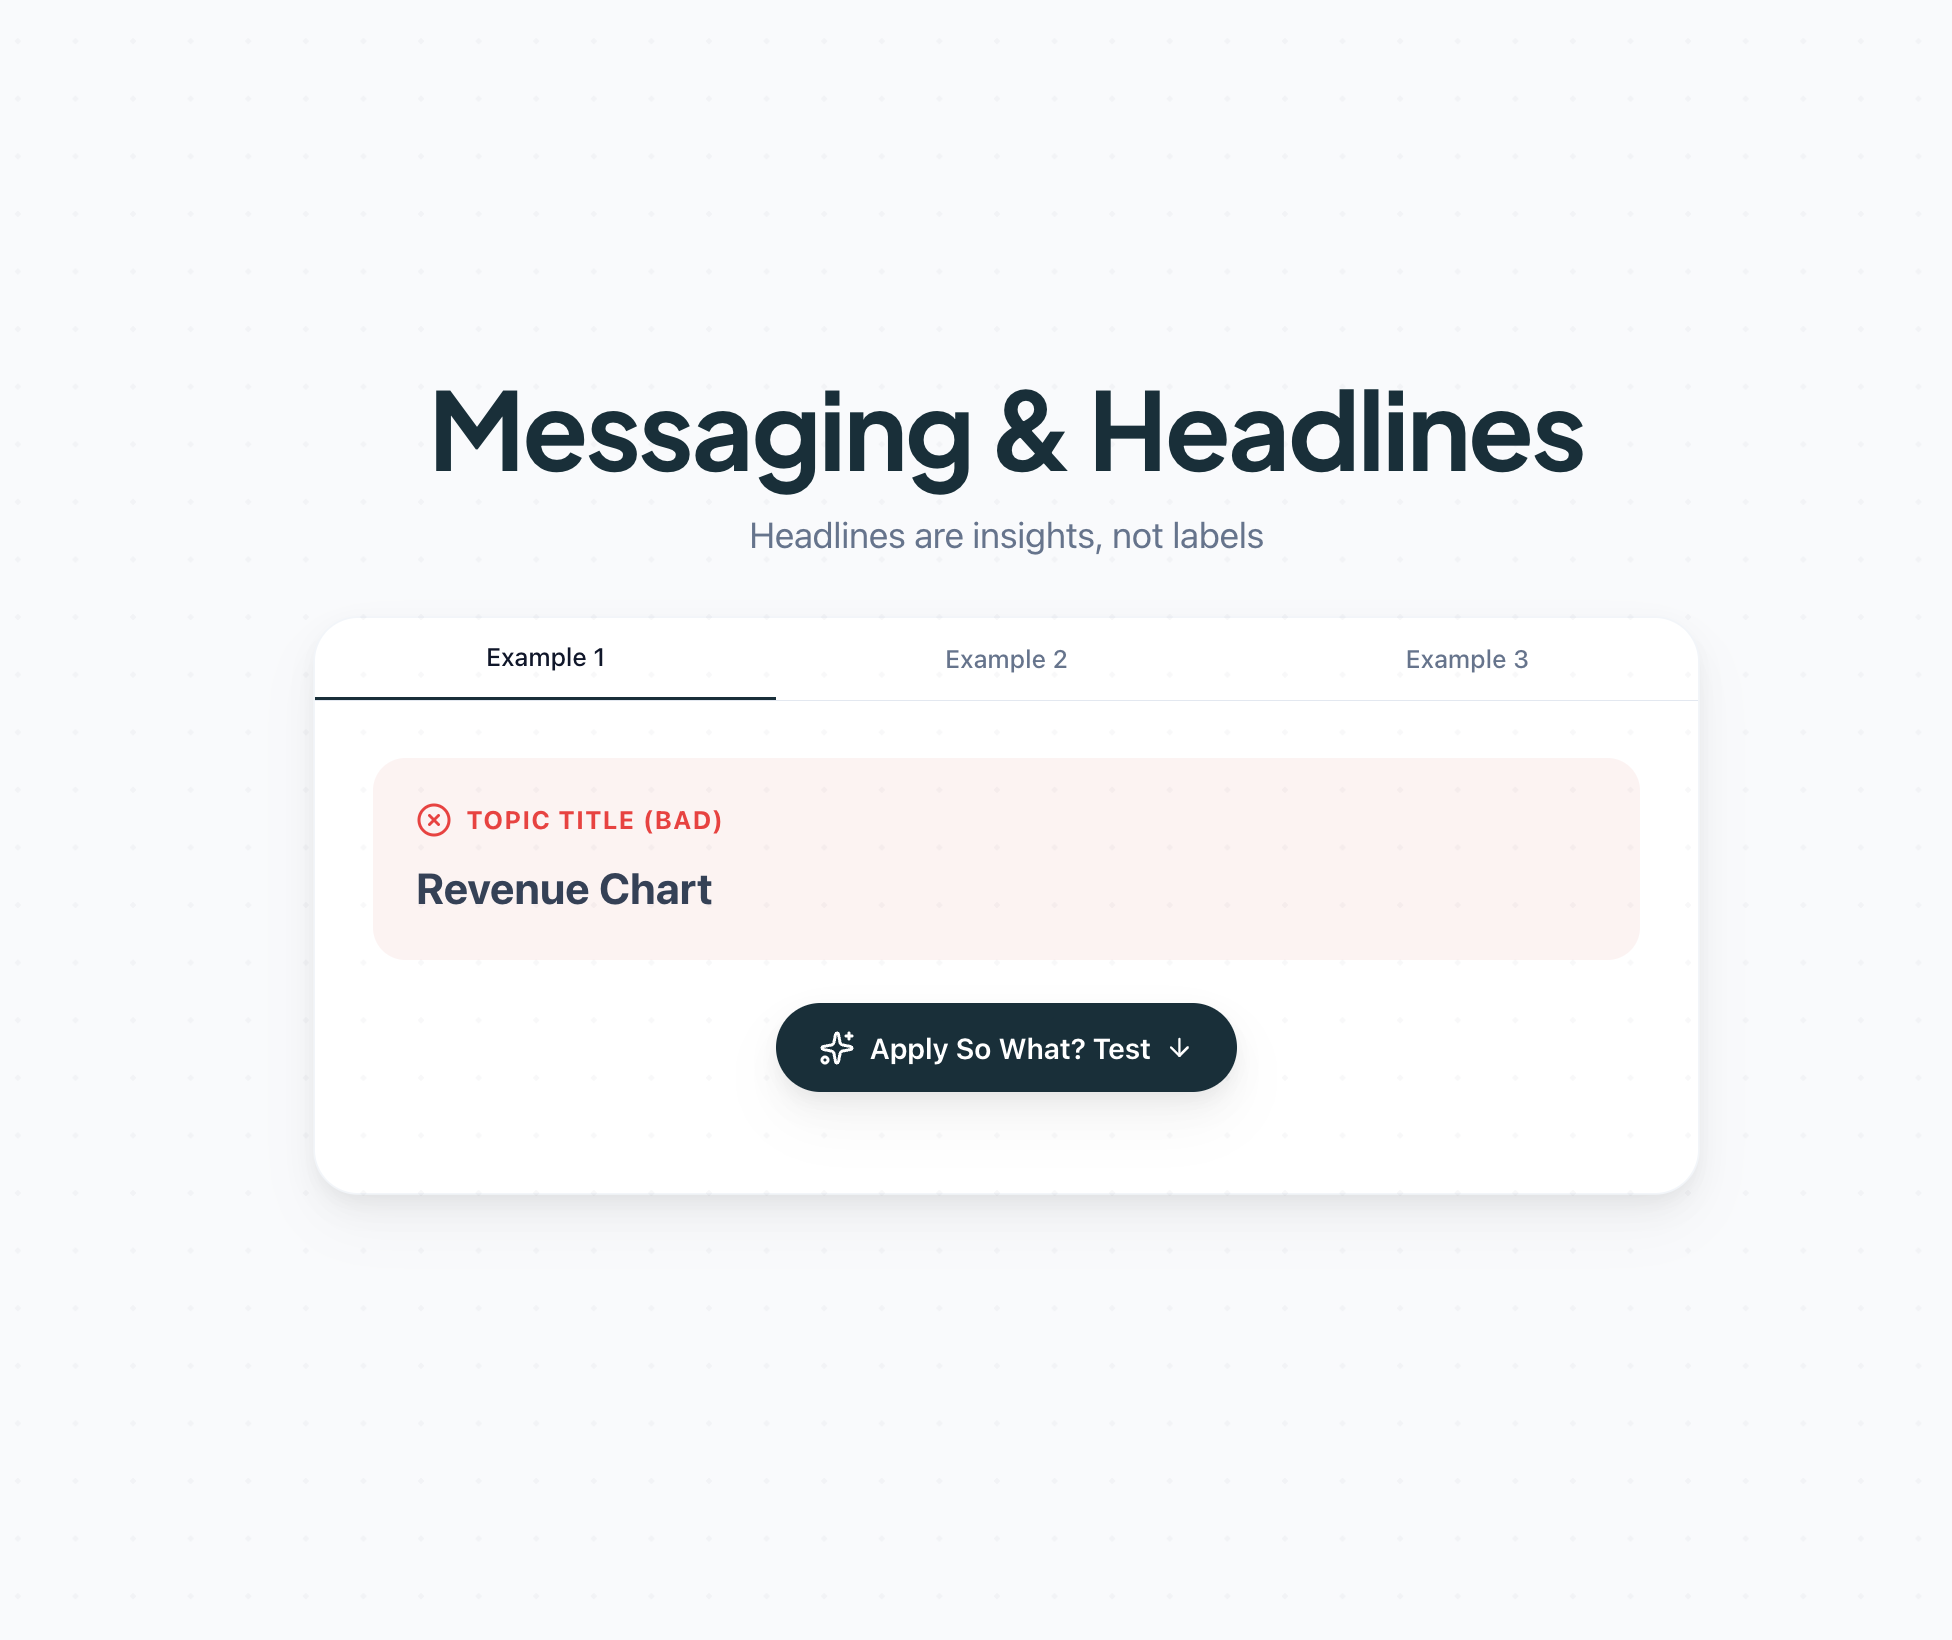 Messaging & Headlines
Headlines are insights, not labels
Example 1
Example 2
Example 3
TOPIC TITLE (BAD)
Revenue Chart
Apply So What? Test